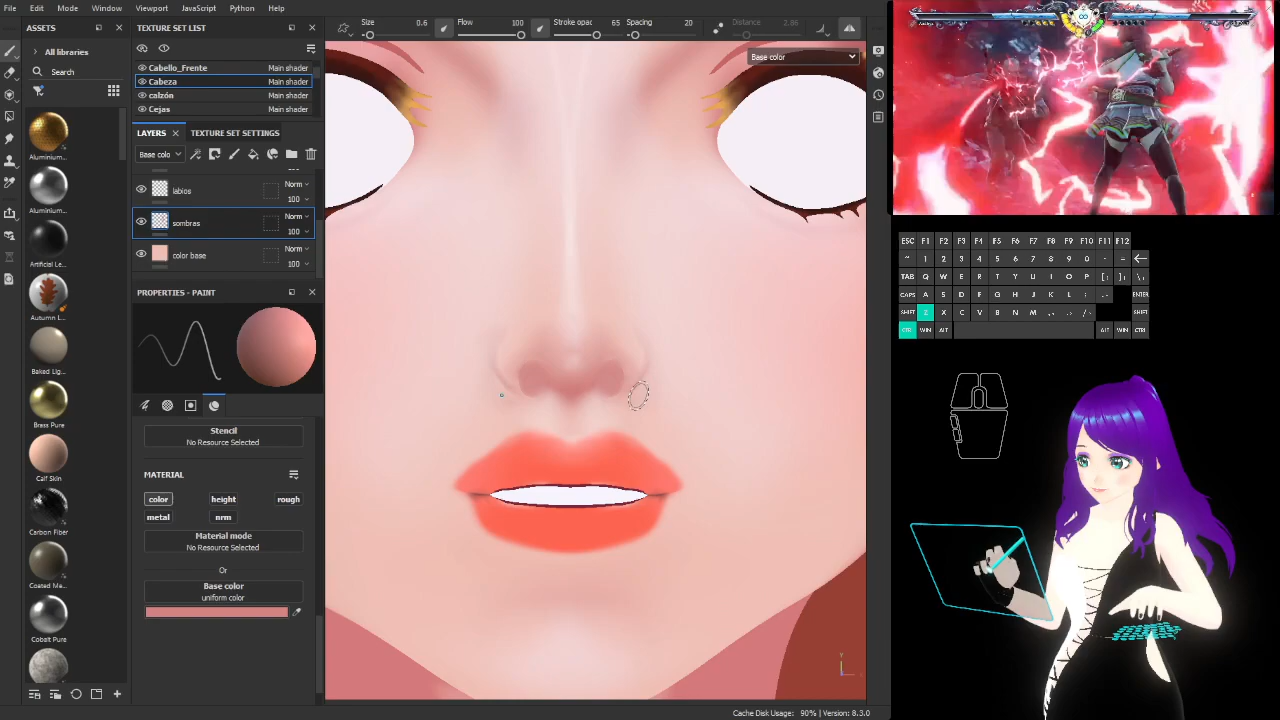 File Edit Mode Window Viewport JavaScript Python Help
ASSETS
All libraries
Search
Aluminium...
Aluminium...
Artificial Le...
Autumn L...
Baked Lig...
Brass Pure
Calf Skin
Carbon Fiber
Coated Me...
Cobalt Pure
TEXTURE SET LIST
Cabello_Frente Main shader
Cabeza Main shader
calzón Main shader
Cejas Main shader
LAYERS TEXTURE SET SETTINGS
Base colo
labios Norm
100
sombras Norm
100
color base Norm
100
PROPERTIES - PAINT
Stencil
No Resource Selected
MATERIAL
color height rough
metal nrm
Material mode
No Resource Selected
Or
Base color
uniform color
Size 0.6 Flow 100 Stroke opac 65 Spacing 20 Distance 2.86
Base color
Y
Cache Disk Usage: 90% | Version: 8.3.0
ESC F1 F2 F3 F4 F5 F6 F7 F8 F9 F10 F11 F12
~ 1 2 3 4 5 6 7 8 9 0 - =
TAB Q W E R T Y U I O P [ ] \
CAPS A S D F G H J K L ENTER
SHIFT Z X C V B N M SHIFT
CTR WIN ALT ALT WIN CTRL